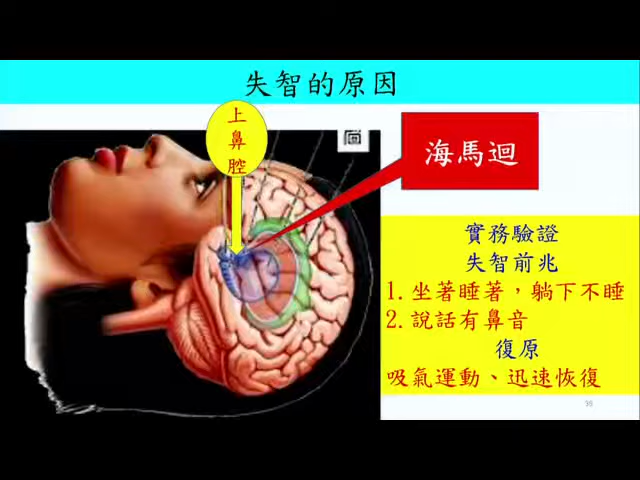 失智的原因
上鼻腔
海馬迴
實務驗證
失智前兆
1.坐著睡著，躺下不睡
2.說話有鼻音
復原
吸氣運動、迅速恢復